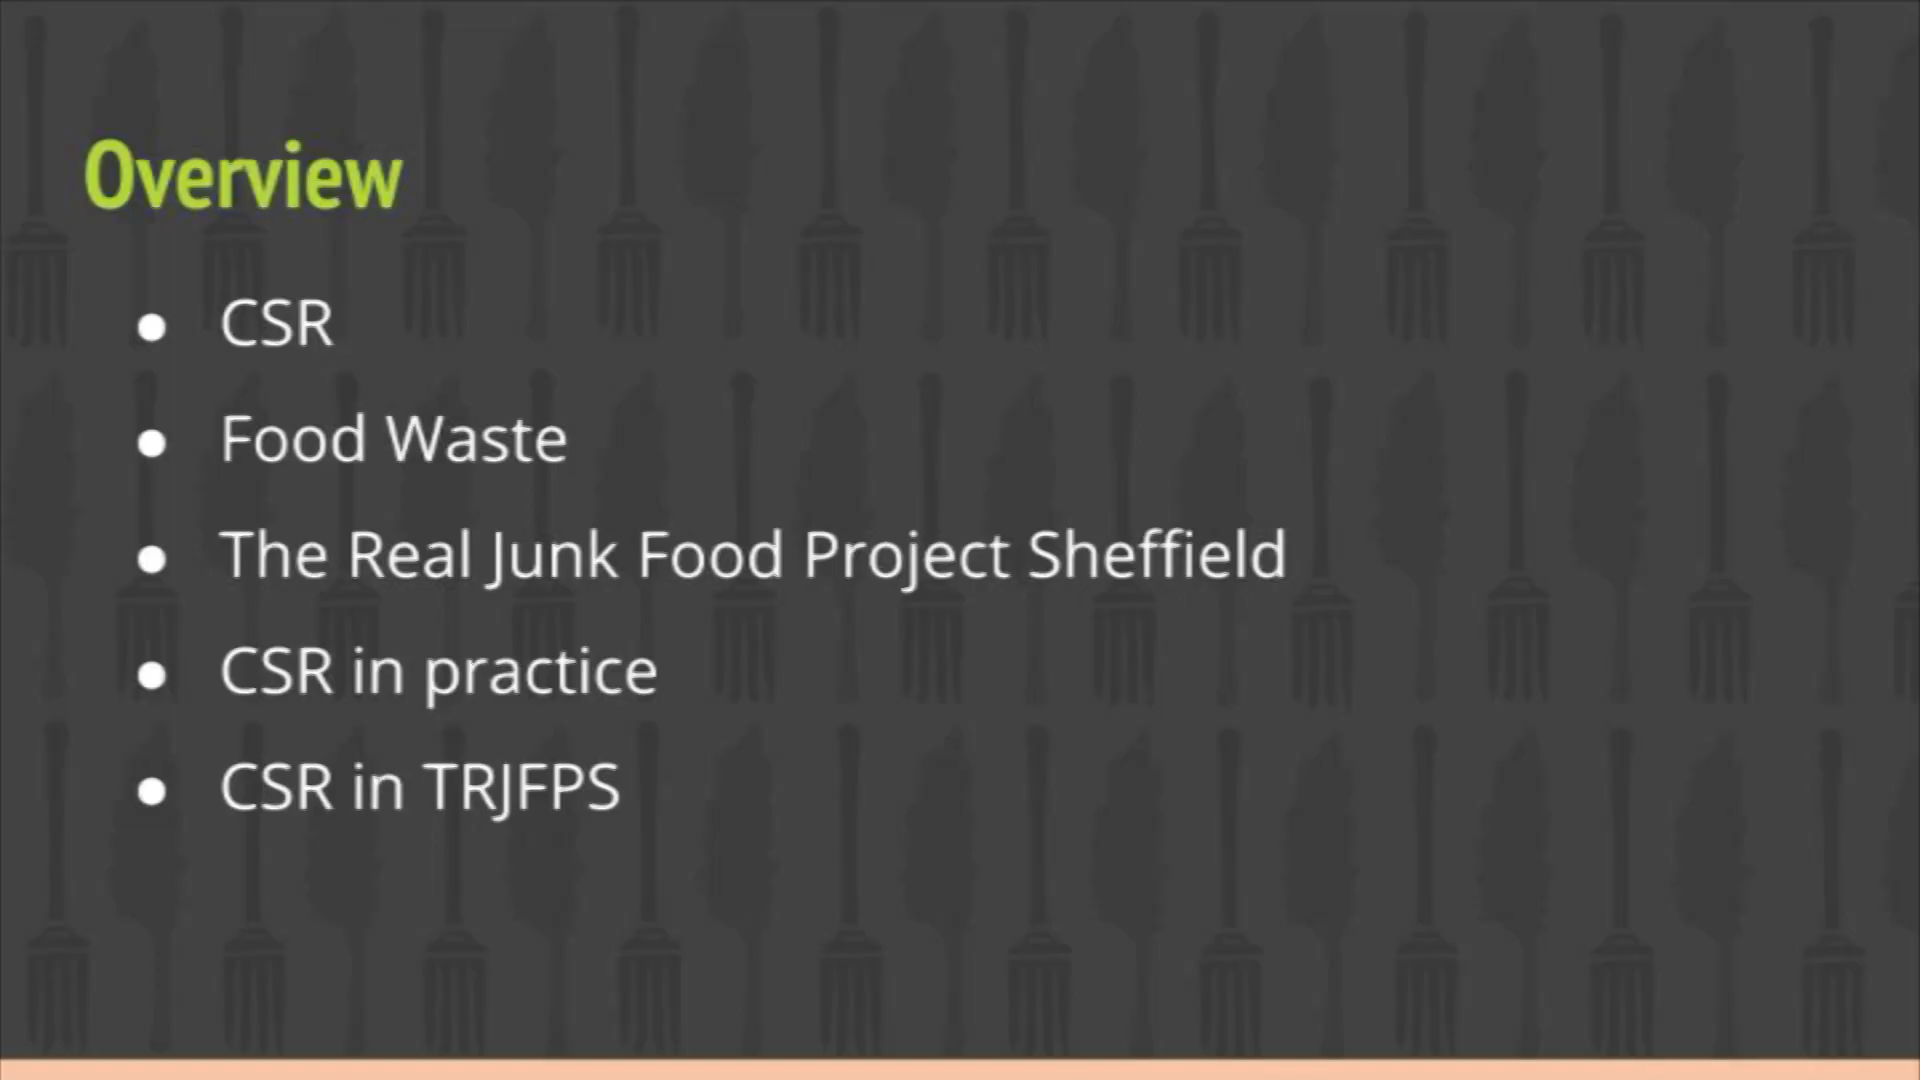 Overview
• CSR
• Food Waste
• The Real Junk Food Project Sheffield
• CSR in practice
• CSR in TRJFPS